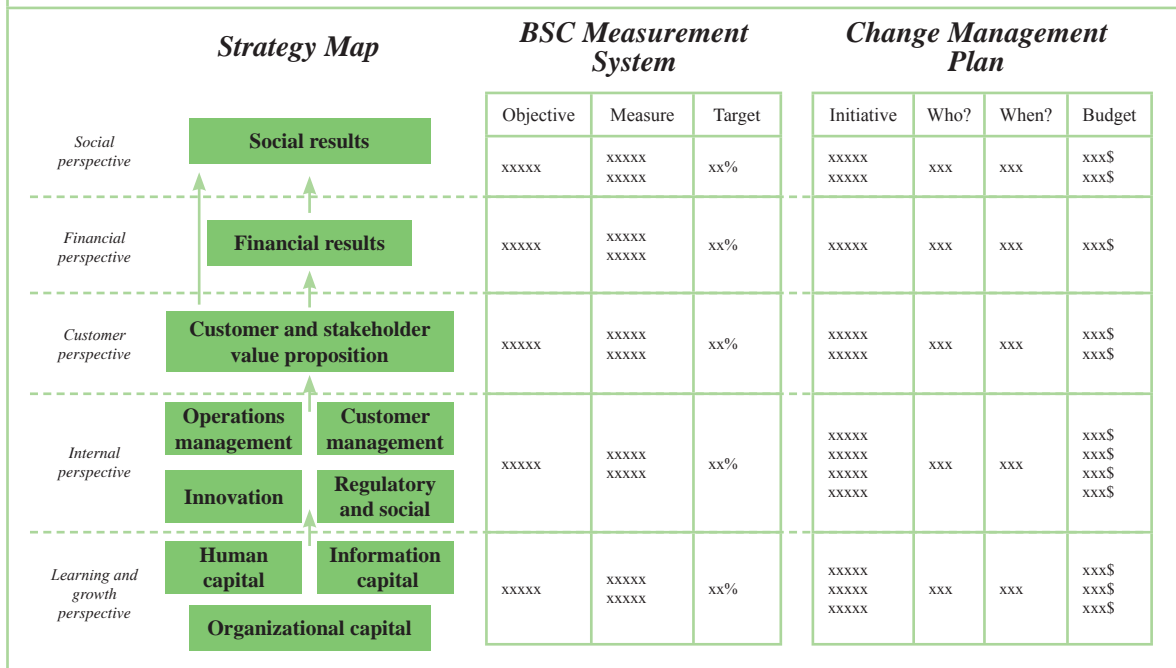 Strategy Map
BSC Measurement
System
Change Management
Plan
Objective Measure Target
Initiative Who? When? Budget
Social
perspective
Social results
xxxxx
xxxxx
xxxxx
xx%
xxxxx
xxxxx
xxx
xxx
xxx$
xxx$
Financial
perspective
Financial results
xxxxx
xxxxx
xxxxx
xx%
xxxxx
xxx
xxx
xxx$
Customer
perspective
Customer and stakeholder
value proposition
xxxxx
xxxxx
xxxxx
xx%
xxxxx
xxxxx
xxx
xxx
xxx$
xxx$
Internal
perspective
Operations
management
Customer
management
Innovation
Regulatory
and social
xxxxx
xxxxx
xxxxx
xx%
xxxxx
xxxxx
xxxxx
xxxxx
xxx
xxx
xxx$
xxx$
xxx$
xxx$
Learning and
growth
perspective
Human
capital
Information
capital
Organizational capital
xxxxx
xxxxx
xxxxx
xx%
xxxxx
xxxxx
xxxxx
xxx
xxx
xxx$
xxx$
xxx$